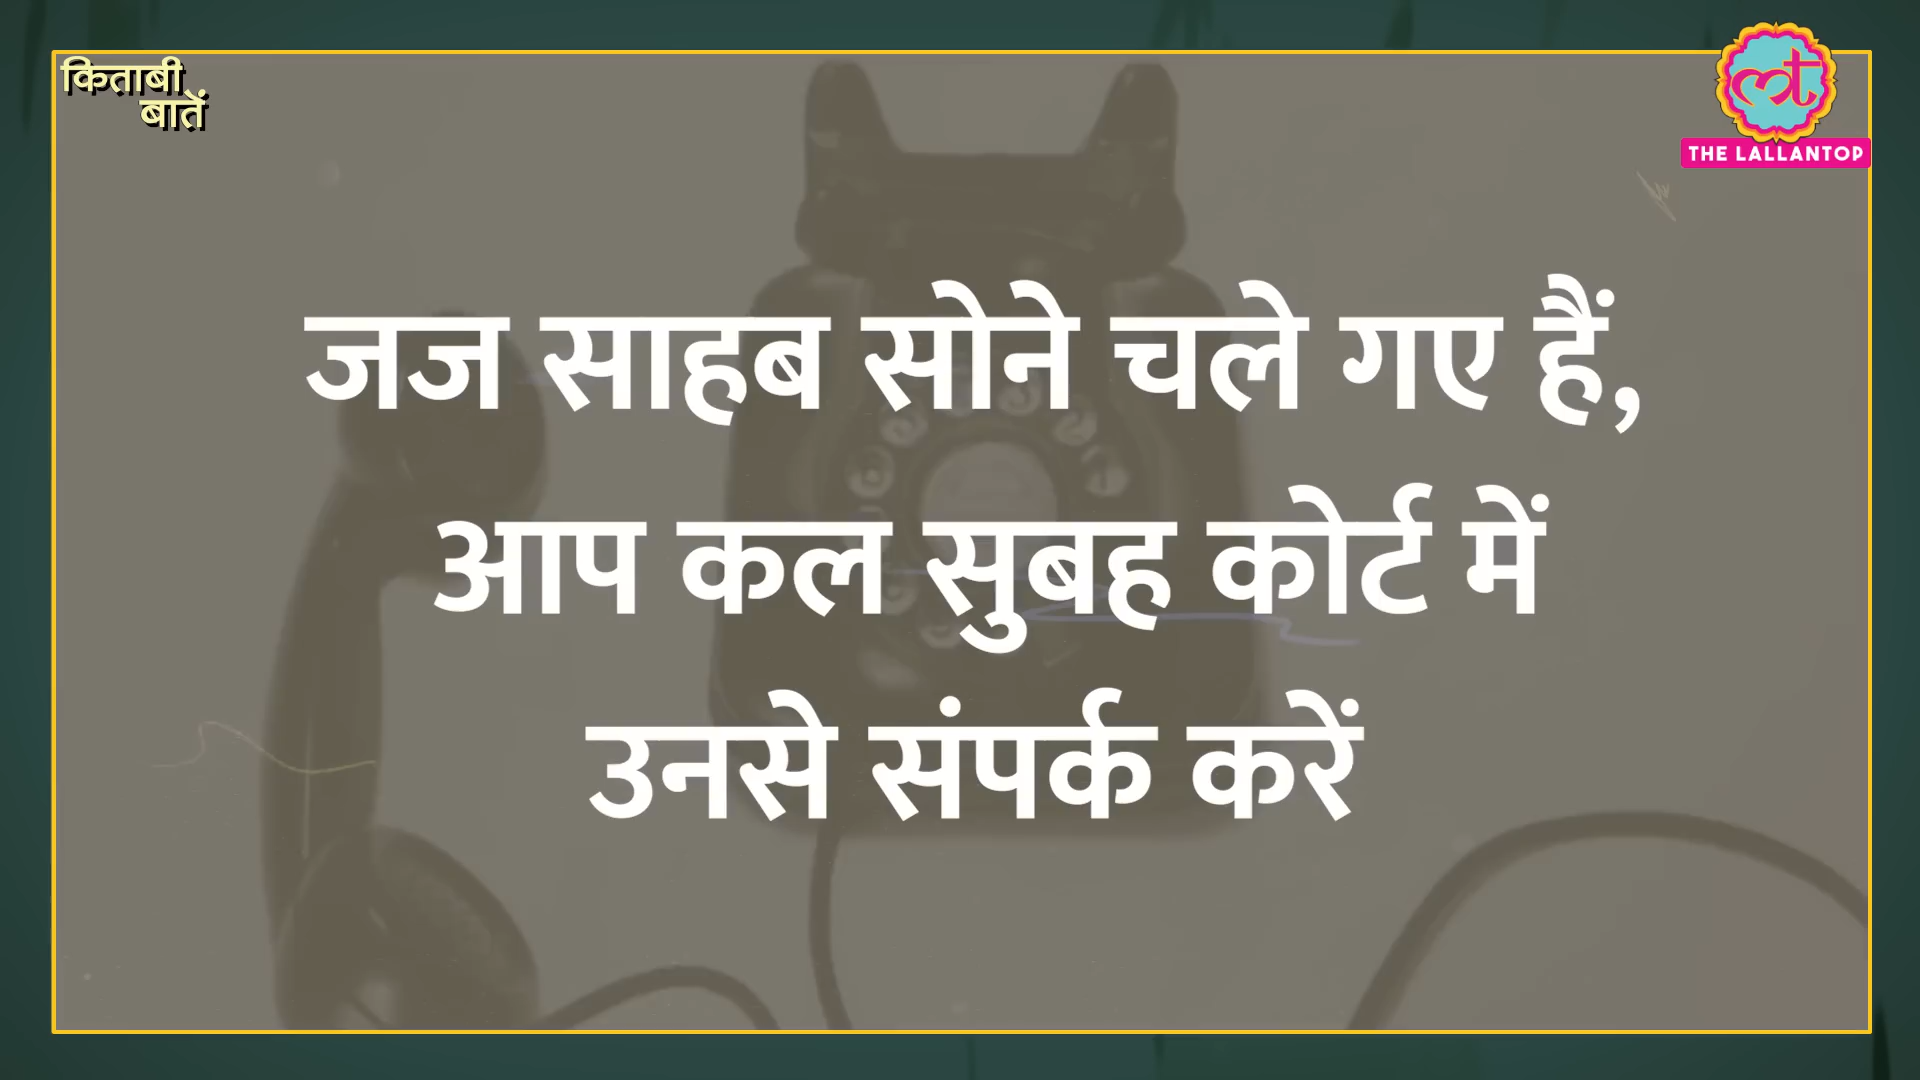 किताबी
बातें
THE LALLANTOP
जज साहब सोने चले गए हैं,
आप कल सुबह कोर्ट में
उनसे संपर्क करें